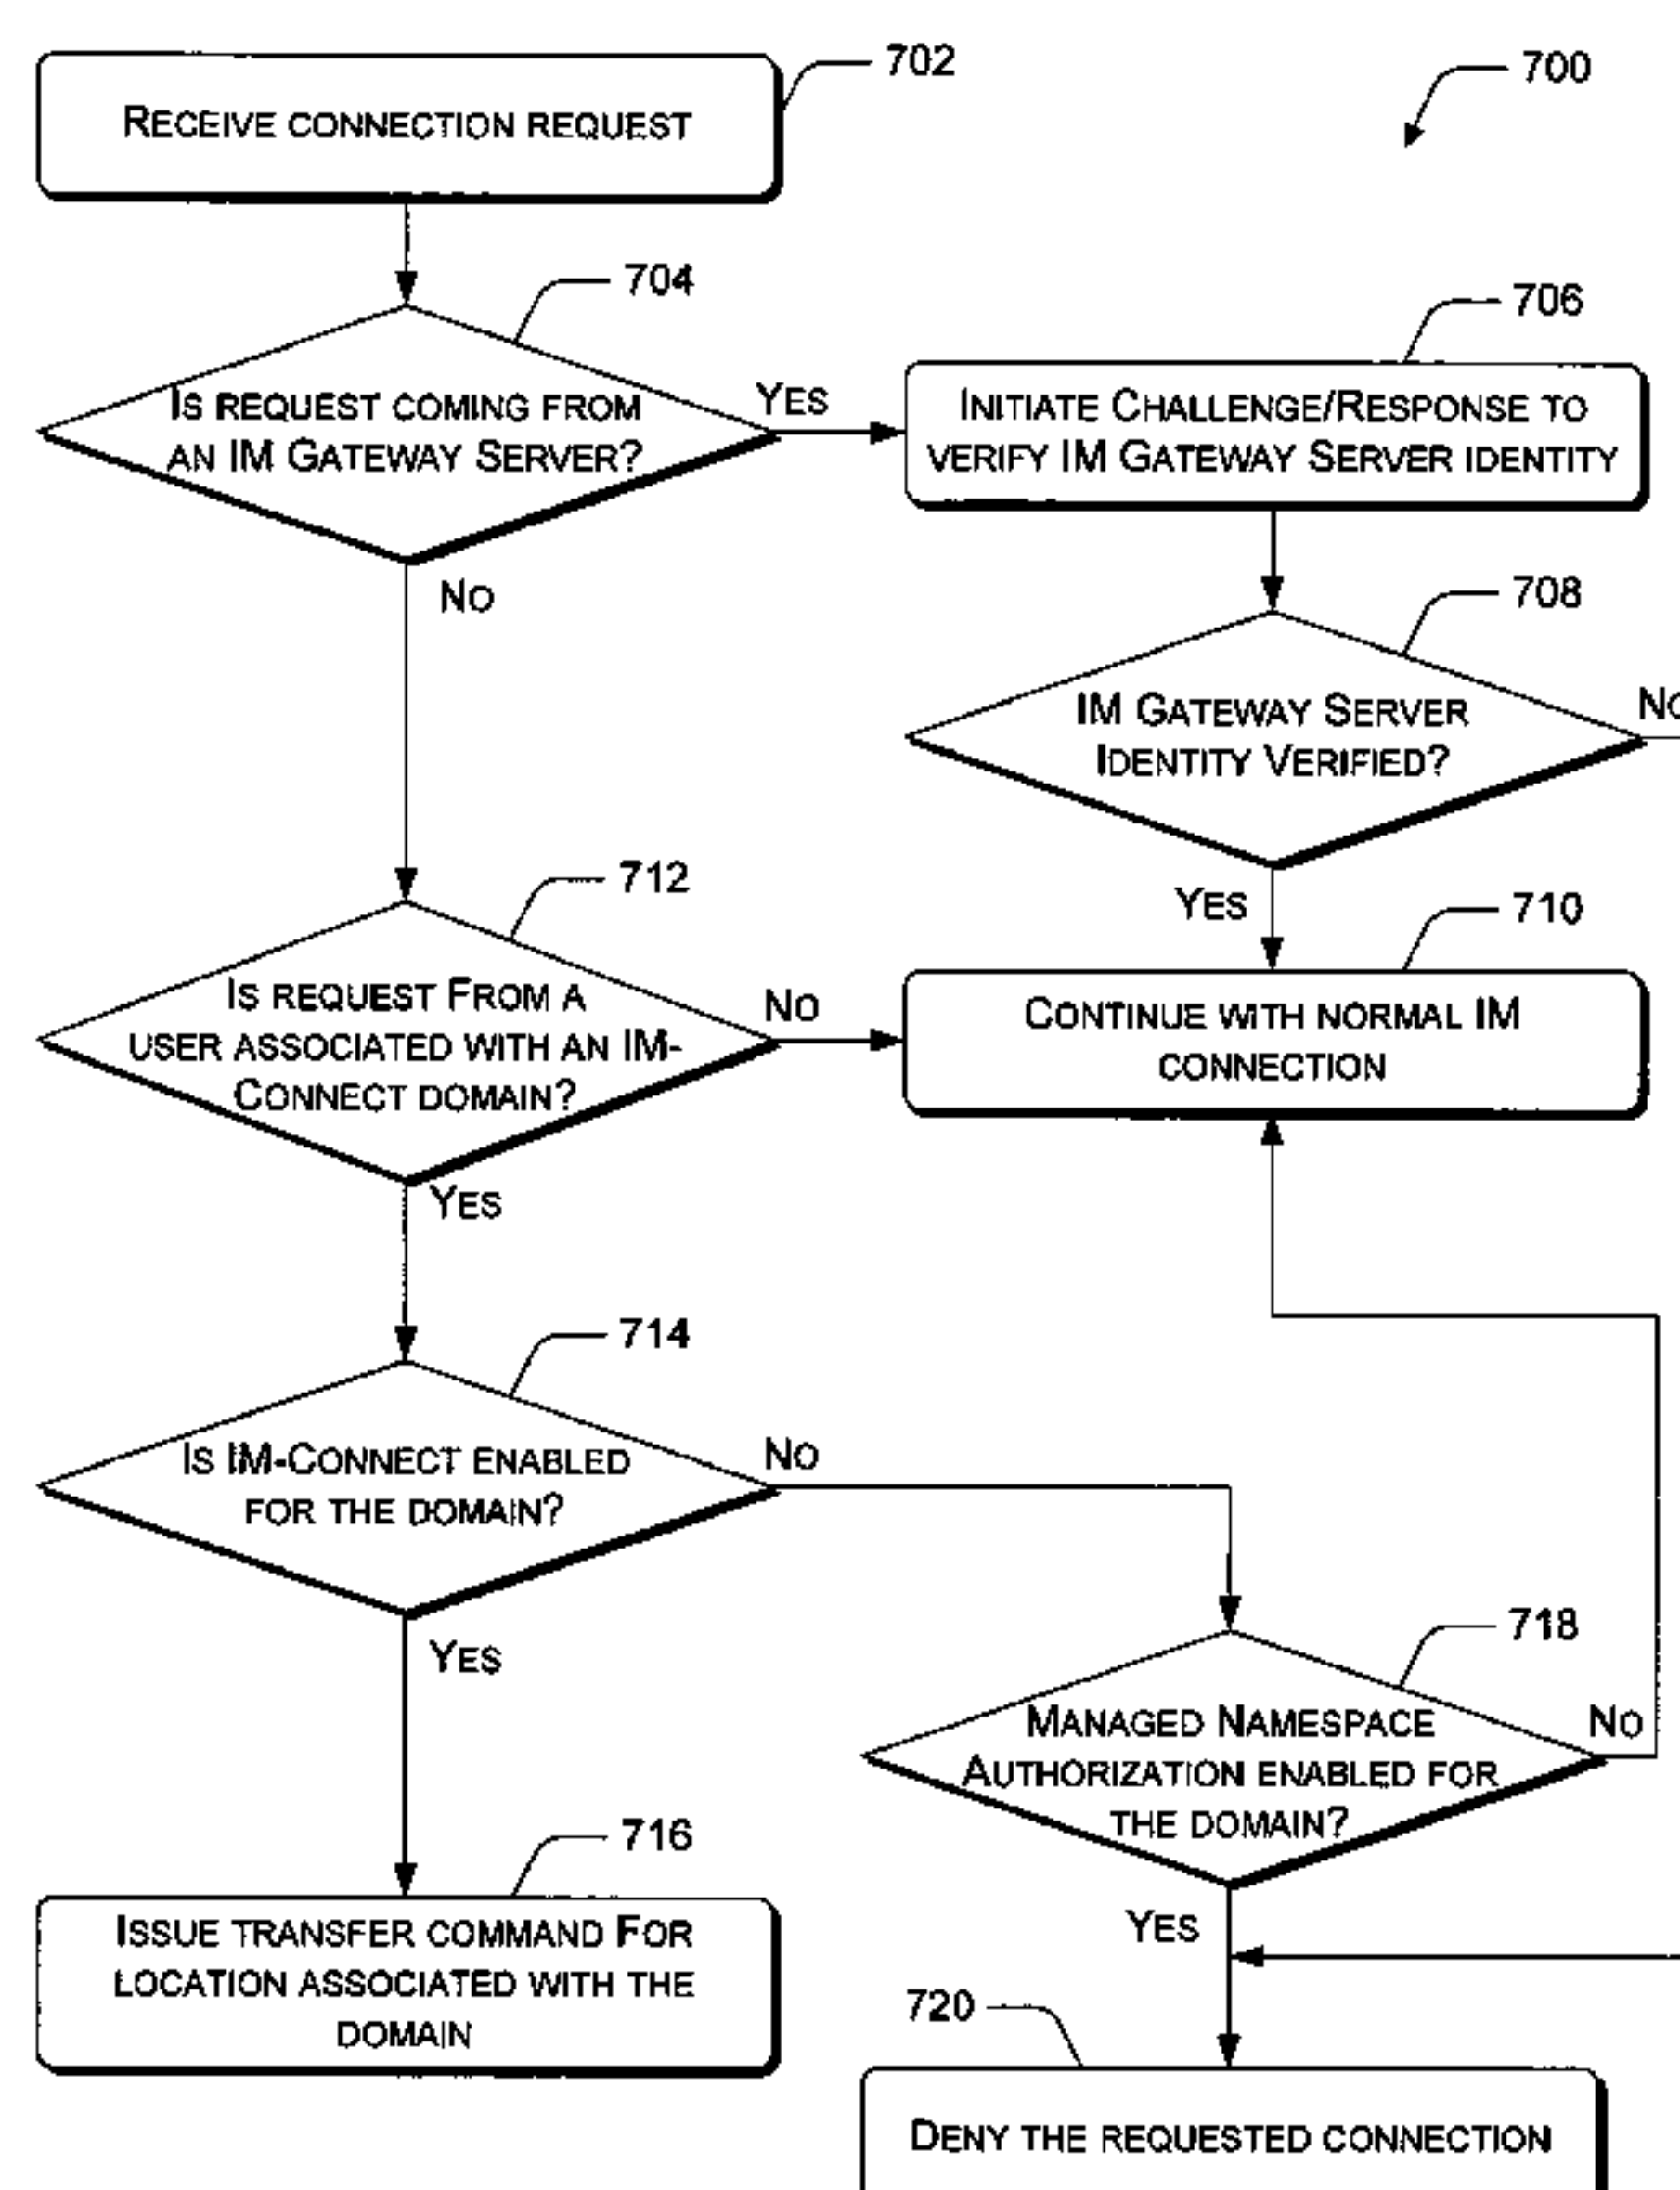 702
700
RECEIVE CONNECTION REQUEST
704
706
IS REQUEST COMING FROM
AN IM GATEWAY SERVER?
YES
INITIATE CHALLENGE/RESPONSE TO
VERIFY IM GATEWAY SERVER IDENTITY
NO
708
IM GATEWAY SERVER
IDENTITY VERIFIED?
NO
YES
712
710
IS REQUEST FROM A
USER ASSOCIATED WITH AN IM-
CONNECT DOMAIN?
NO
CONTINUE WITH NORMAL IM
CONNECTION
YES
714
IS IM-CONNECT ENABLED
FOR THE DOMAIN?
NO
YES
718
MANAGED NAMESPACE
AUTHORIZATION ENABLED FOR
THE DOMAIN?
NO
716
YES
ISSUE TRANSFER COMMAND FOR
LOCATION ASSOCIATED WITH THE
DOMAIN
720
DENY THE REQUESTED CONNECTION